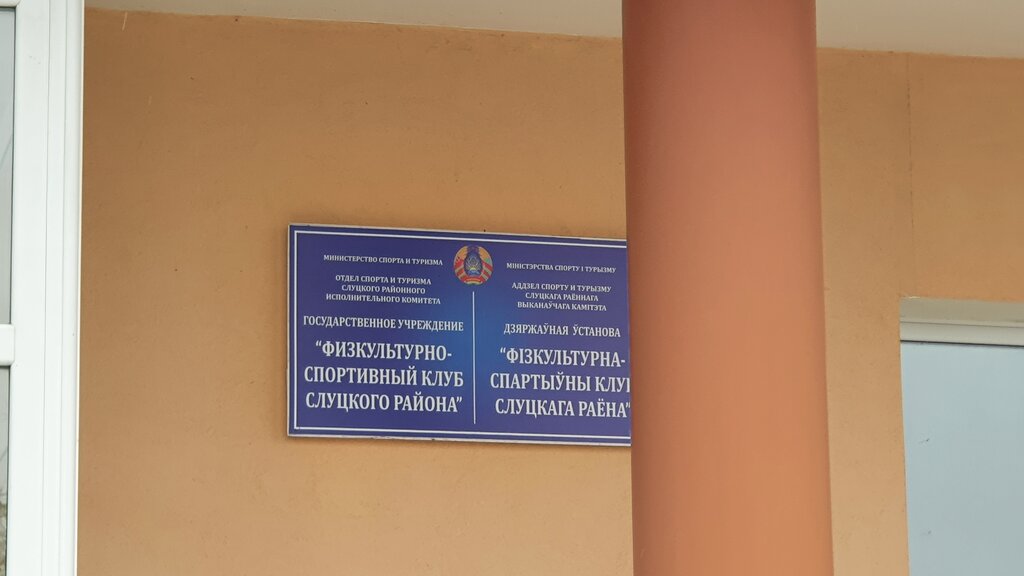 МИНИСТЕРСТВО СПОРТА И ТУРИЗМА
ОТДЕЛ СПОРТА И ТУРИЗМА
СЛУЦКОГО РАЙОННОГО
ИСПОЛНИТЕЛЬНОГО КОМИТЕТА
ГОСУДАРСТВЕННОЕ УЧРЕЖДЕНИЕ
“ФИЗКУЛЬТУРНО-
СПОРТИВНЫЙ КЛУБ
СЛУЦКОГО РАЙОНА”
МІНІСТЭРСТВА СПОРТУ І ТУРЫЗМУ
АДДЗЕЛ СПОРТУ И ТУРЫЗМУ
СЛУЦКАГА РАЁННАГА
ВЫКАНАЎЧАГА КАМІТЭТА
ДЗЯРЖАЎНАЯ ЎСТАНОВА
“ФІЗКУЛЬТУРНА-
СПАРТЫЎНЫ КЛУБ
СЛУЦКАГА РАЁНА”